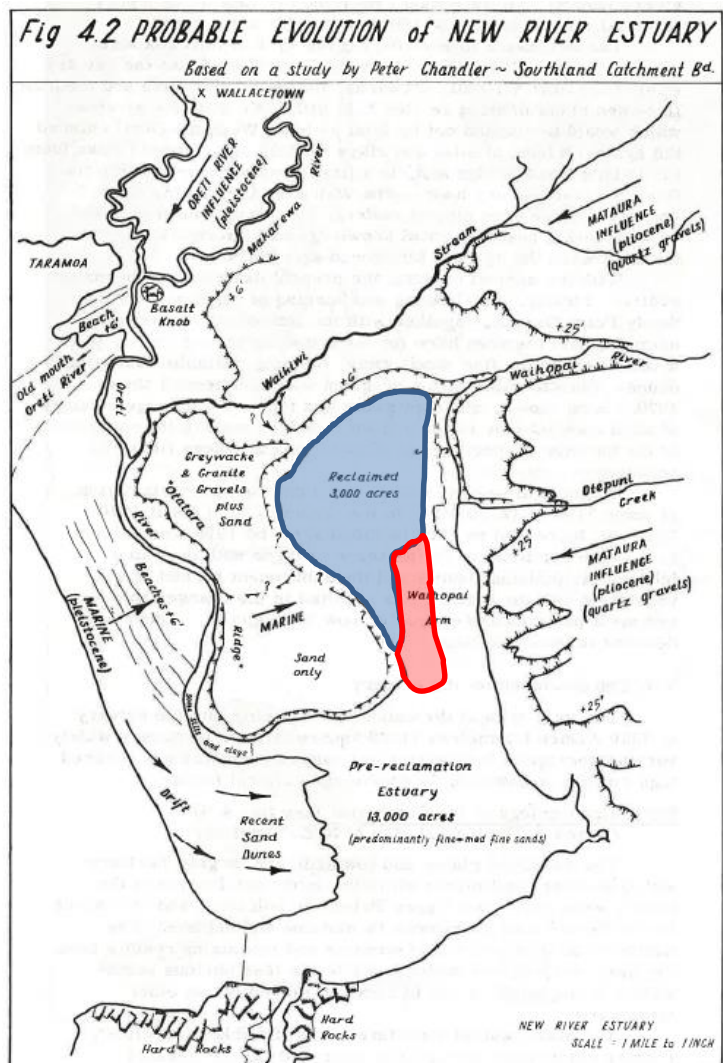 Fig 4.2 PROBABLE EVOLUTION of NEW RIVER ESTUARY
Based on a study by Peter Chandler ~ Southland Catchment Bd.
X WALLACETOWN
ORETI RIVER
INFLUENCE
(pleistocene)
Makarewa
River
Stream
MATAURA
INFLUENCE
(pliocene)
(quartz gravels)
TARAMOA
Beach +6'
Basalt
Knob
+6'
+25'
Old mouth
Oreti River
Oreti
River
Waikiwi
+6'
Waihopai
River
Greywacke
& Granite
Gravels
plus
Sand
"Otatara
Ridge"
Reclaimed
3,000 acres
Otepuni
Creek
+25'
MATAURA
INFLUENCE
(pliocene)
(quartz gravels)
Waihopai
Arm
MARINE
(pleistocene)
Beaches +6'
MARINE
Sand
only
Some silts and clays
+25'
Pre-reclamation
Estuary
13,000 acres
(predominantly fine-med fine sands)
Drift
Recent
Sand
Dunes
Hard Rocks
Hard
Rocks
NEW RIVER ESTUARY
SCALE = 1 MILE to 1 INCH